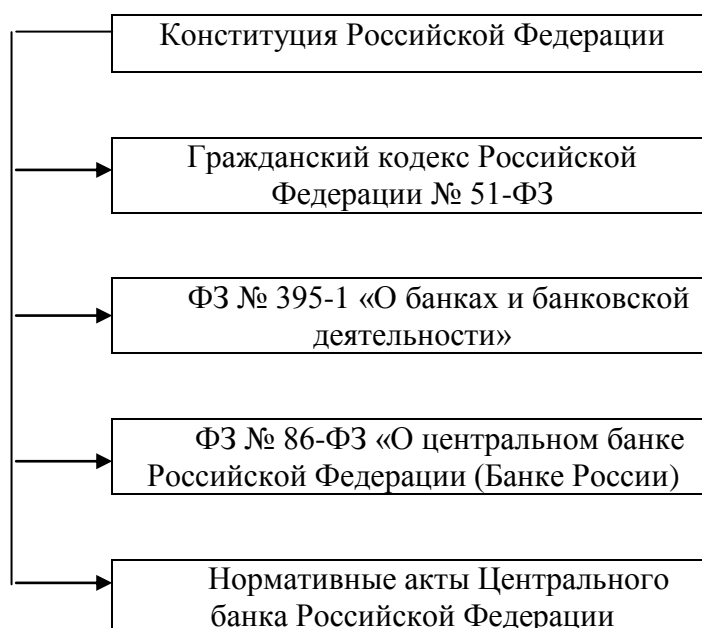 Конституция Российской Федерации
Гражданский кодекс Российской
Федерации № 51-ФЗ
ФЗ № 395-1 «О банках и банковской
деятельности»
ФЗ № 86-ФЗ «О центральном банке
Российской Федерации (Банке России)
Нормативные акты Центрального
банка Российской Федерации